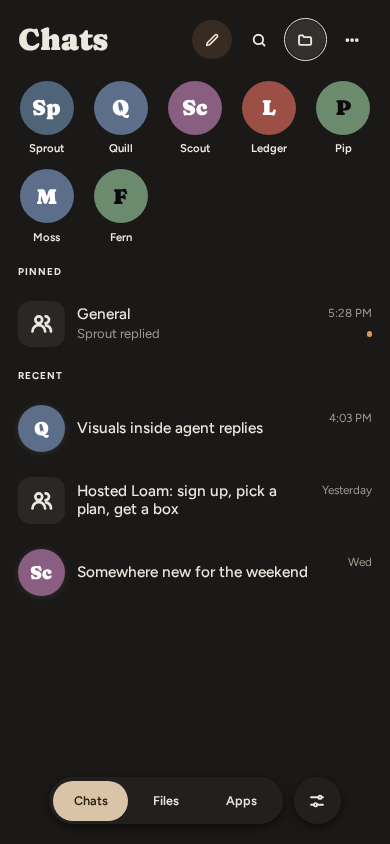 Chats
Sp Q Sc L P
Sprout Quill Scout Ledger Pip
M F
Moss Fern
PINNED
General 5:28 PM
Sprout replied
RECENT
4:03 PM
Q Visuals inside agent replies
Hosted Loam: sign up, pick a Yesterday
plan, get a box
Wed
Sc Somewhere new for the weekend
Chats Files Apps